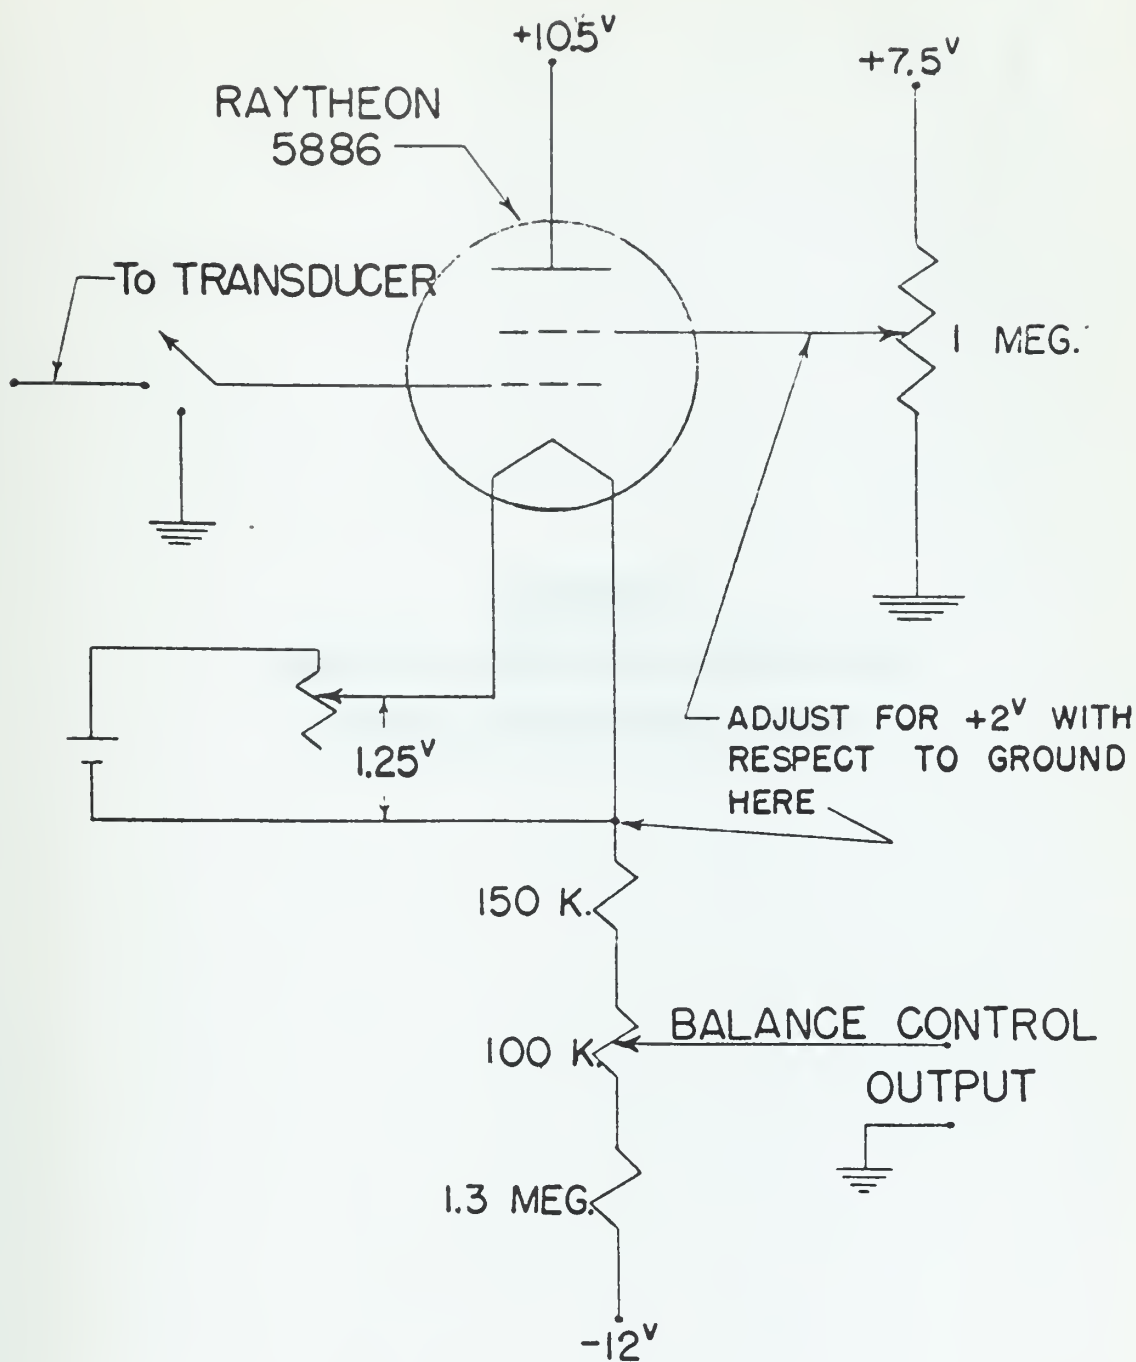 +10.5V
+7.5V
RAYTHEON
5886
To TRANSDUCER
1 MEG.
1.25V
ADJUST FOR +2V WITH
RESPECT TO GROUND
HERE
150 K.
BALANCE CONTROL
100 K.
OUTPUT
1.3 MEG.
-12V